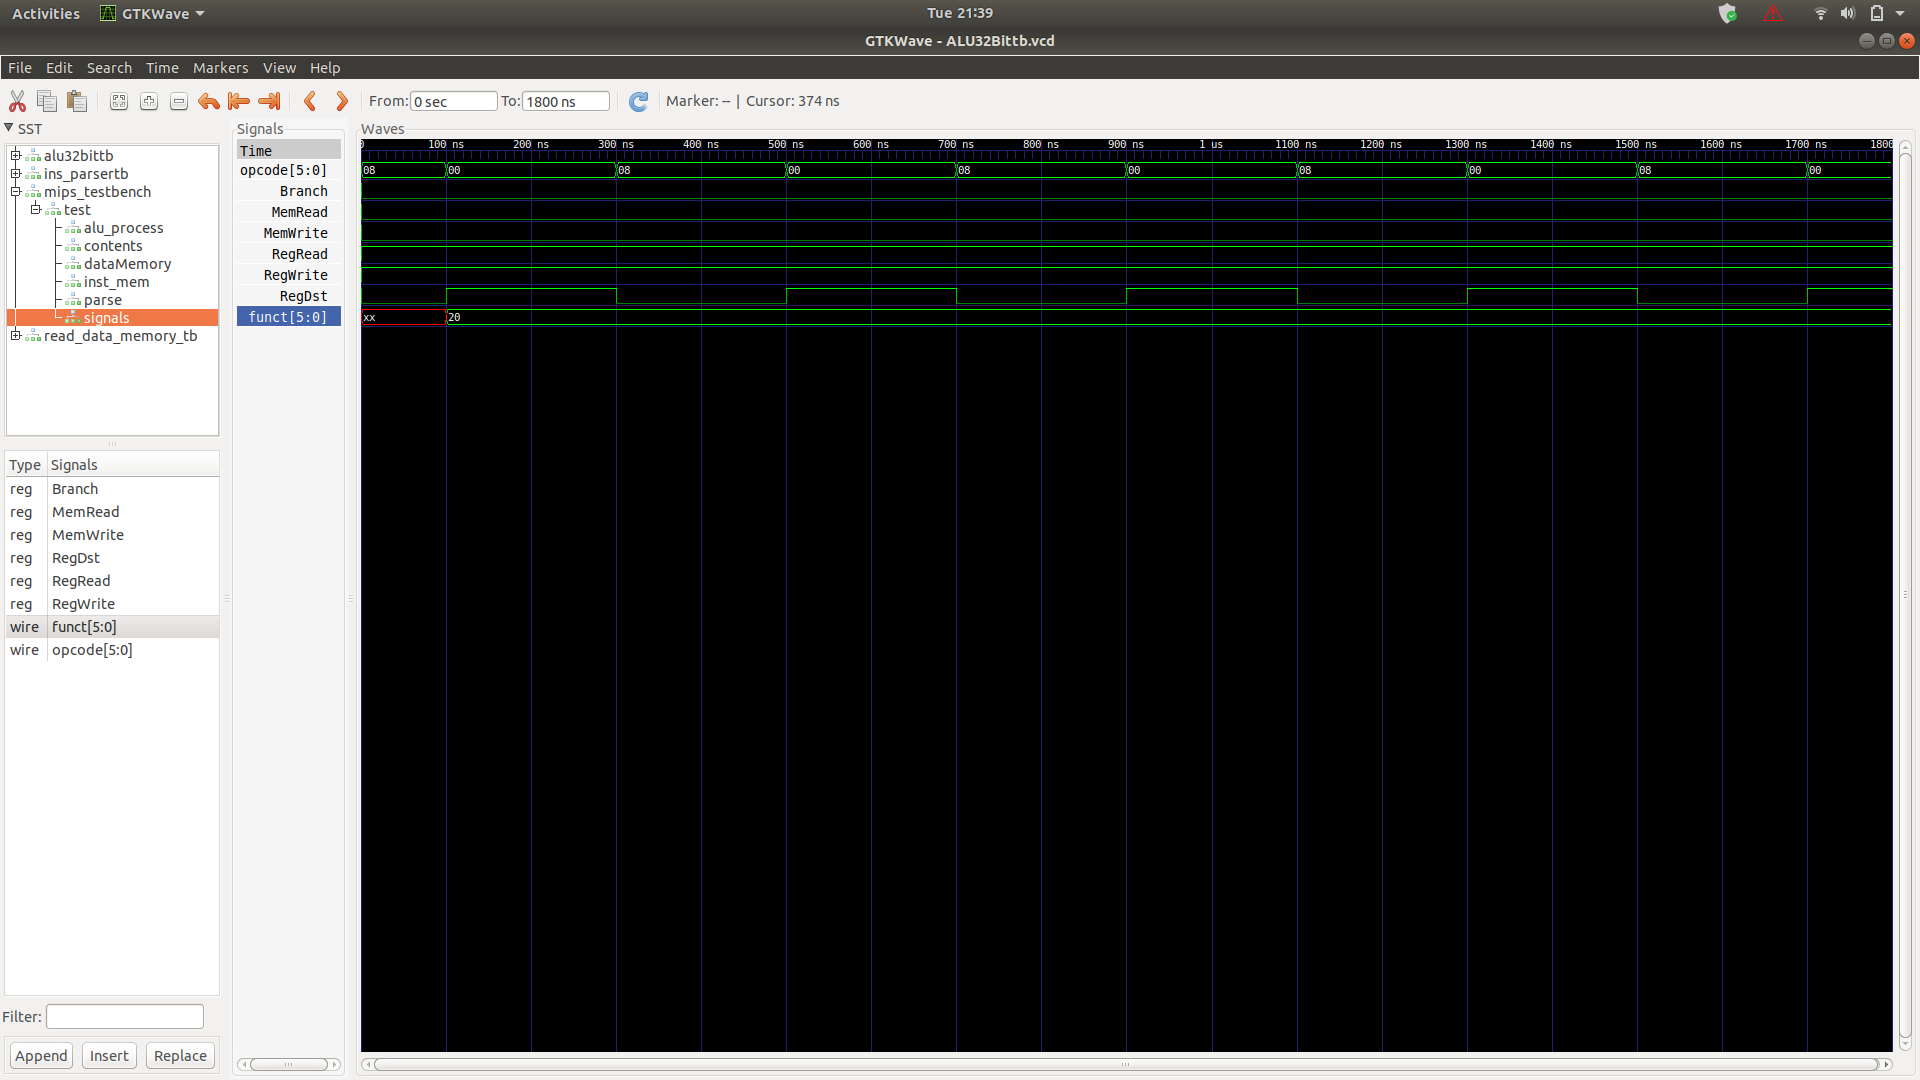 Activities GTKWave Tue 21:39
GTKWave - ALU32Bittb.vcd
File Edit Search Time Markers View Help
From: 0 sec To: 1800 ns Marker: -- | Cursor: 374 ns
SST
alu32bittb
ins_parsertb
mips_testbench
test
alu_process
contents
dataMemory
inst_mem
parse
signals
read_data_memory_tb
Type Signals
reg Branch
reg MemRead
reg MemWrite
reg RegDst
reg RegRead
reg RegWrite
wire funct[5:0]
wire opcode[5:0]
Filter:
Append Insert Replace
Signals
Time
opcode[5:0]
Branch
MemRead
MemWrite
RegRead
RegWrite
RegDst
funct[5:0]
Waves
0 100 ns 200 ns 300 ns 400 ns 500 ns 600 ns 700 ns 800 ns 900 ns 1 us 1100 ns 1200 ns 1300 ns 1400 ns 1500 ns 1600 ns 1700 ns 1800
08 00 08 00 08 00 08 00 08 00
xx 20